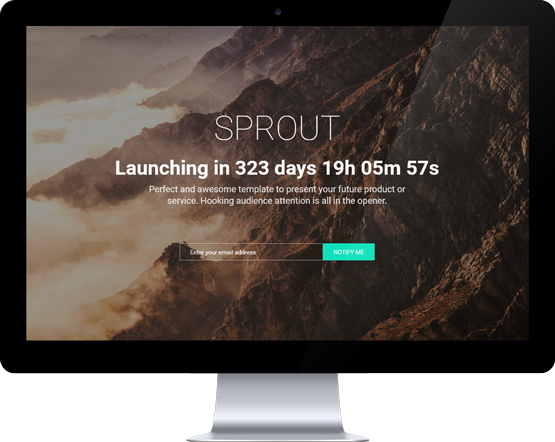 SPROUT
Launching in 323 days 19h 05m 57s
Perfect and awesome template to present your future product or
service. Hooking audience attention is all in the opener.
Enter your email address
NOTIFY ME